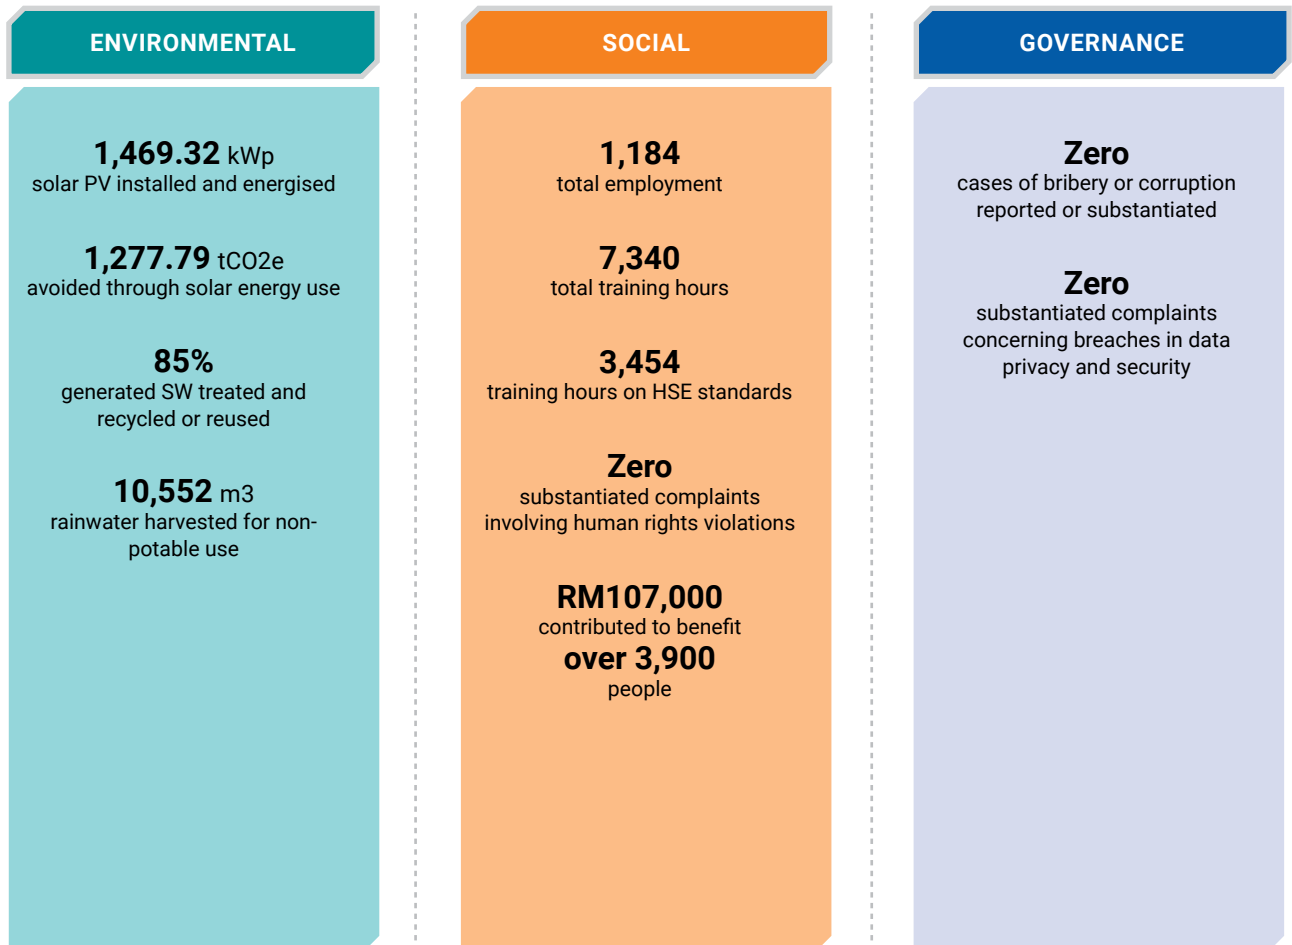 ENVIRONMENTAL
1,469.32 kWp
solar PV installed and energised
1,277.79 tCO2e
avoided through solar energy use
85%
generated SW treated and
recycled or reused
10,552 m3
rainwater harvested for non-
potable use
SOCIAL
1,184
total employment
7,340
total training hours
3,454
training hours on HSE standards
Zero
substantiated complaints
involving human rights violations
RM107,000
contributed to benefit
over 3,900
people
GOVERNANCE
Zero
cases of bribery or corruption
reported or substantiated
Zero
substantiated complaints
concerning breaches in data
privacy and security